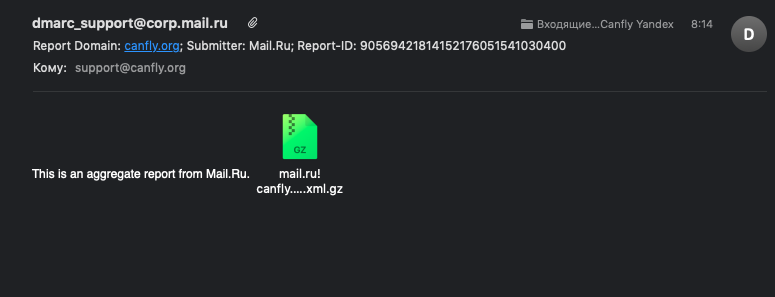 dmarc_support@corp.mail.ru
Входящие...Canfly Yandex 8:14
D
Report Domain: canfly.org; Submitter: Mail.Ru; Report-ID: 90569421814152176051541030400
Кому: support@canfly.org
GZ
This is an aggregate report from Mail.Ru.
mail.ru!
canfly.....xml.gz